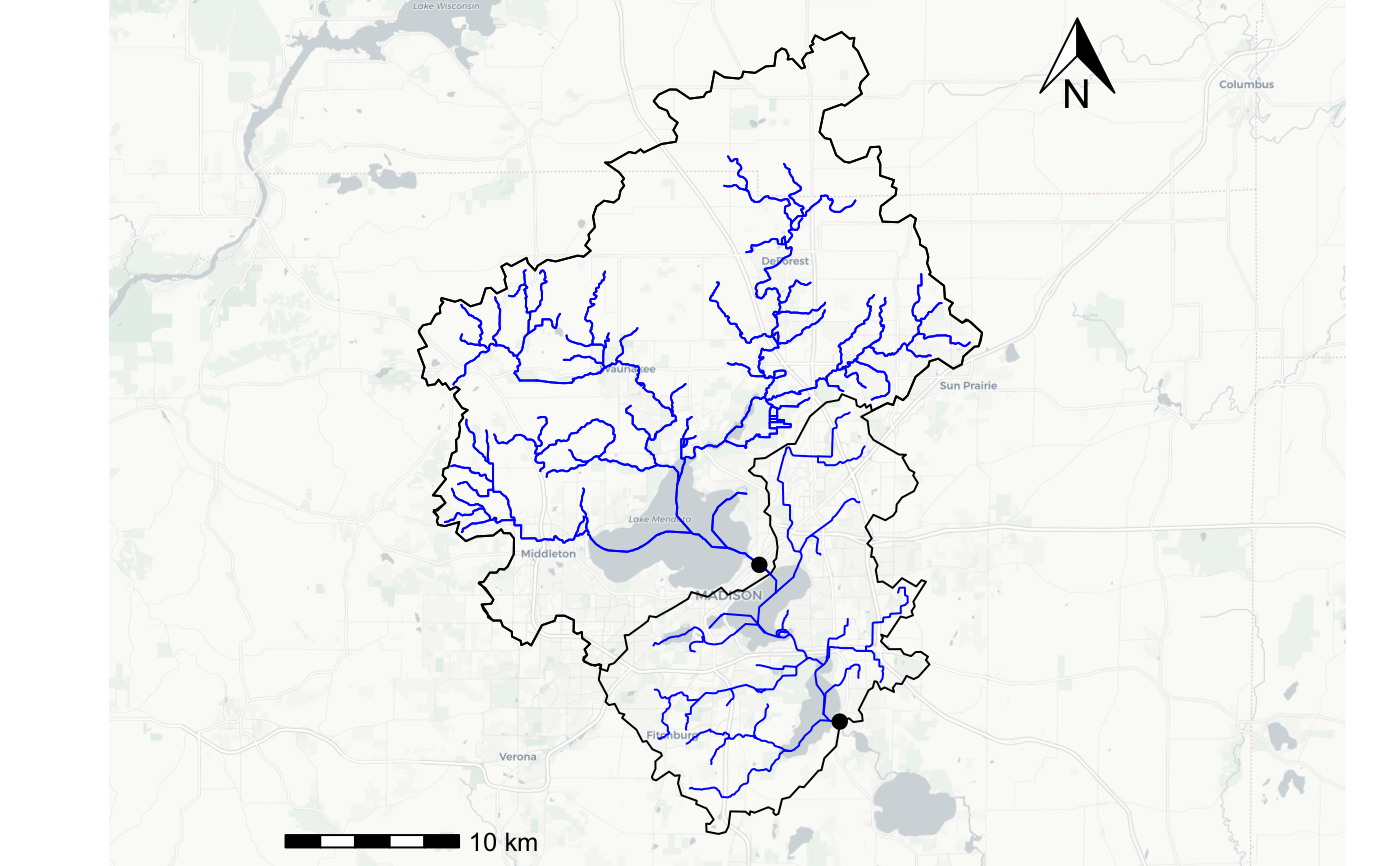 Lake Wisconsin
Columbus
N
DeForest
Waunakee
Sun Prairie
Lake Mendota
Middleton
MADISON
Fitchburg
Verona
10 km